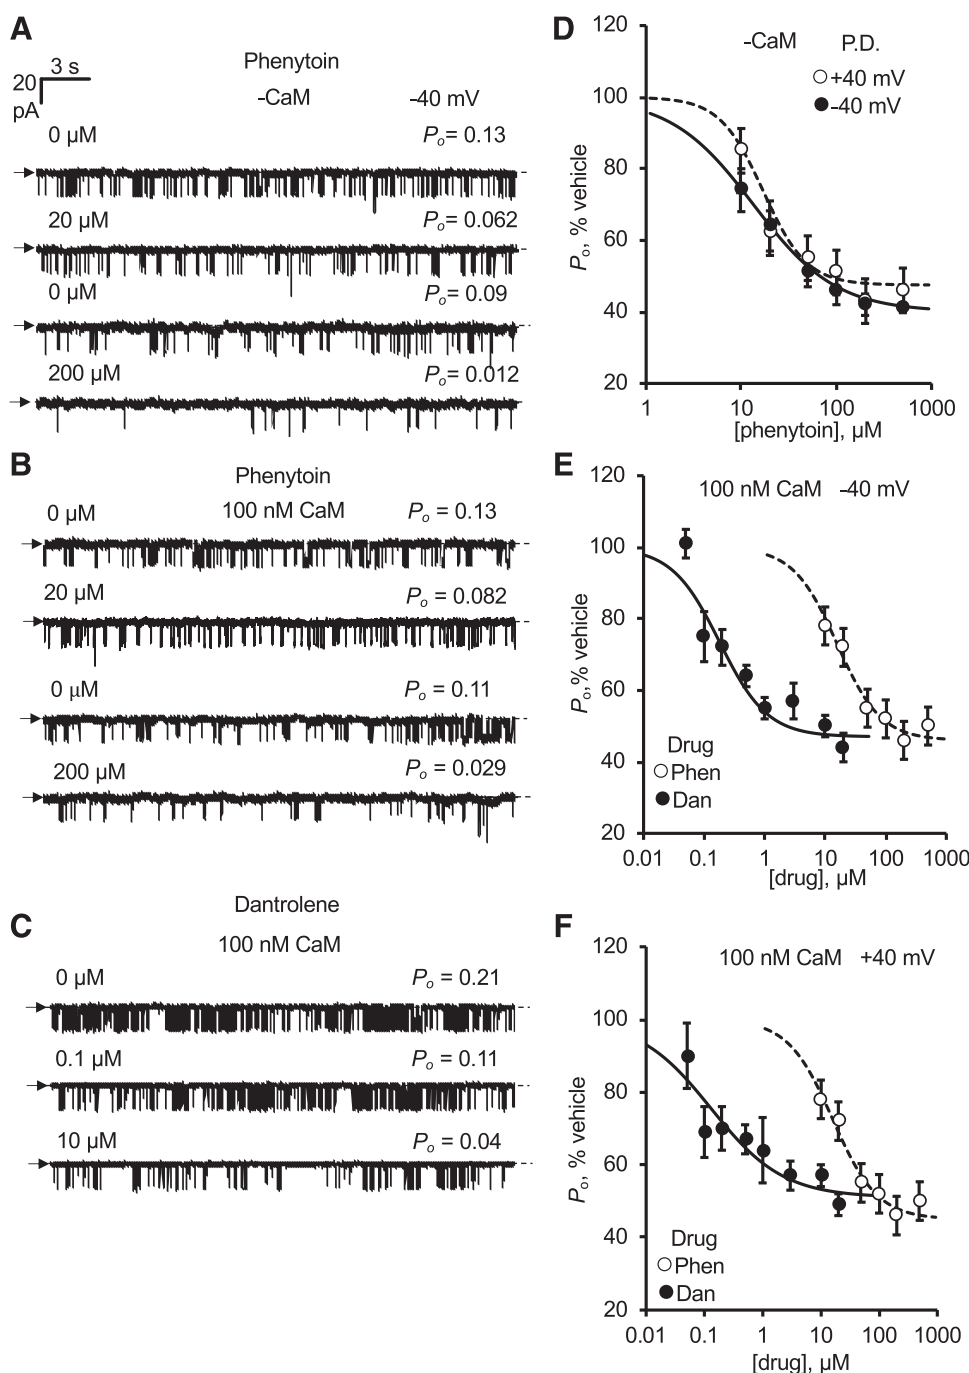 A
Phenytoin
3 s
20
pA
-CaM -40 mV
0 µM Po= 0.13
20 µM Po= 0.062
0 µM Po= 0.09
200 µM Po= 0.012
B
Phenytoin
100 nM CaM
0 µM Po = 0.13
20 µM Po = 0.082
0 µM Po = 0.11
200 µM Po = 0.029
C
Dantrolene
100 nM CaM
0 µM Po = 0.21
0.1 µM Po = 0.11
10 µM Po = 0.04
D
-CaM P.D.
+40 mV
-40 mV
Po, % vehicle
120
100
80
60
40
20
1 10 100 1000
[phenytoin], µM
E
100 nM CaM -40 mV
Po, % vehicle
120
100
80
60
40
20
Drug
Phen
Dan
0.01 0.1 1 10 100 1000
[drug], µM
F
100 nM CaM +40 mV
Po, % vehicle
120
100
80
60
40
20
Drug
Phen
Dan
0.01 0.1 1 10 100 1000
[drug], µM